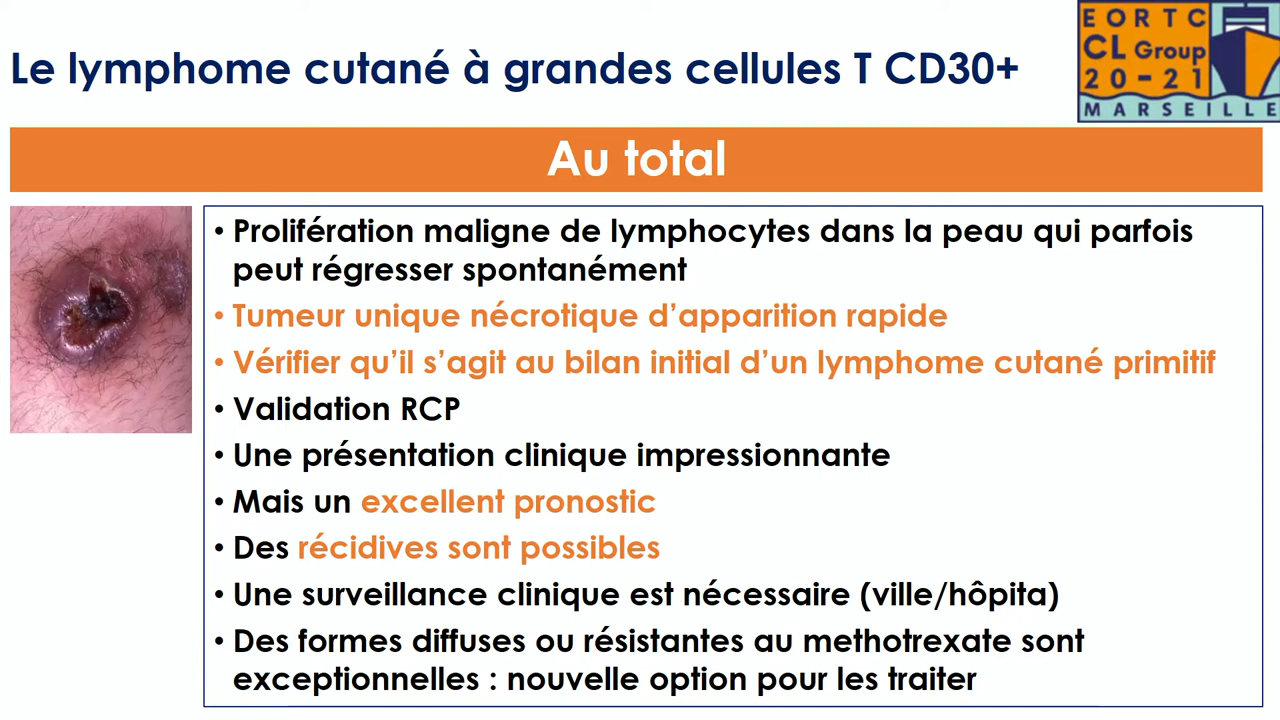 Le lymphome cutané à grandes cellules T CD30+
EORTC
CL Group
20-21
MARSEILLE
Au total
• Prolifération maligne de lymphocytes dans la peau qui parfois
peut régresser spontanément
• Tumeur unique nécrotique d’apparition rapide
• Vérifier qu’il s’agit au bilan initial d’un lymphome cutané primitif
• Validation RCP
• Une présentation clinique impressionnante
• Mais un excellent pronostic
• Des récidives sont possibles
• Une surveillance clinique est nécessaire (ville/hôpita)
• Des formes diffuses ou résistantes au methotrexate sont
exceptionnelles : nouvelle option pour les traiter